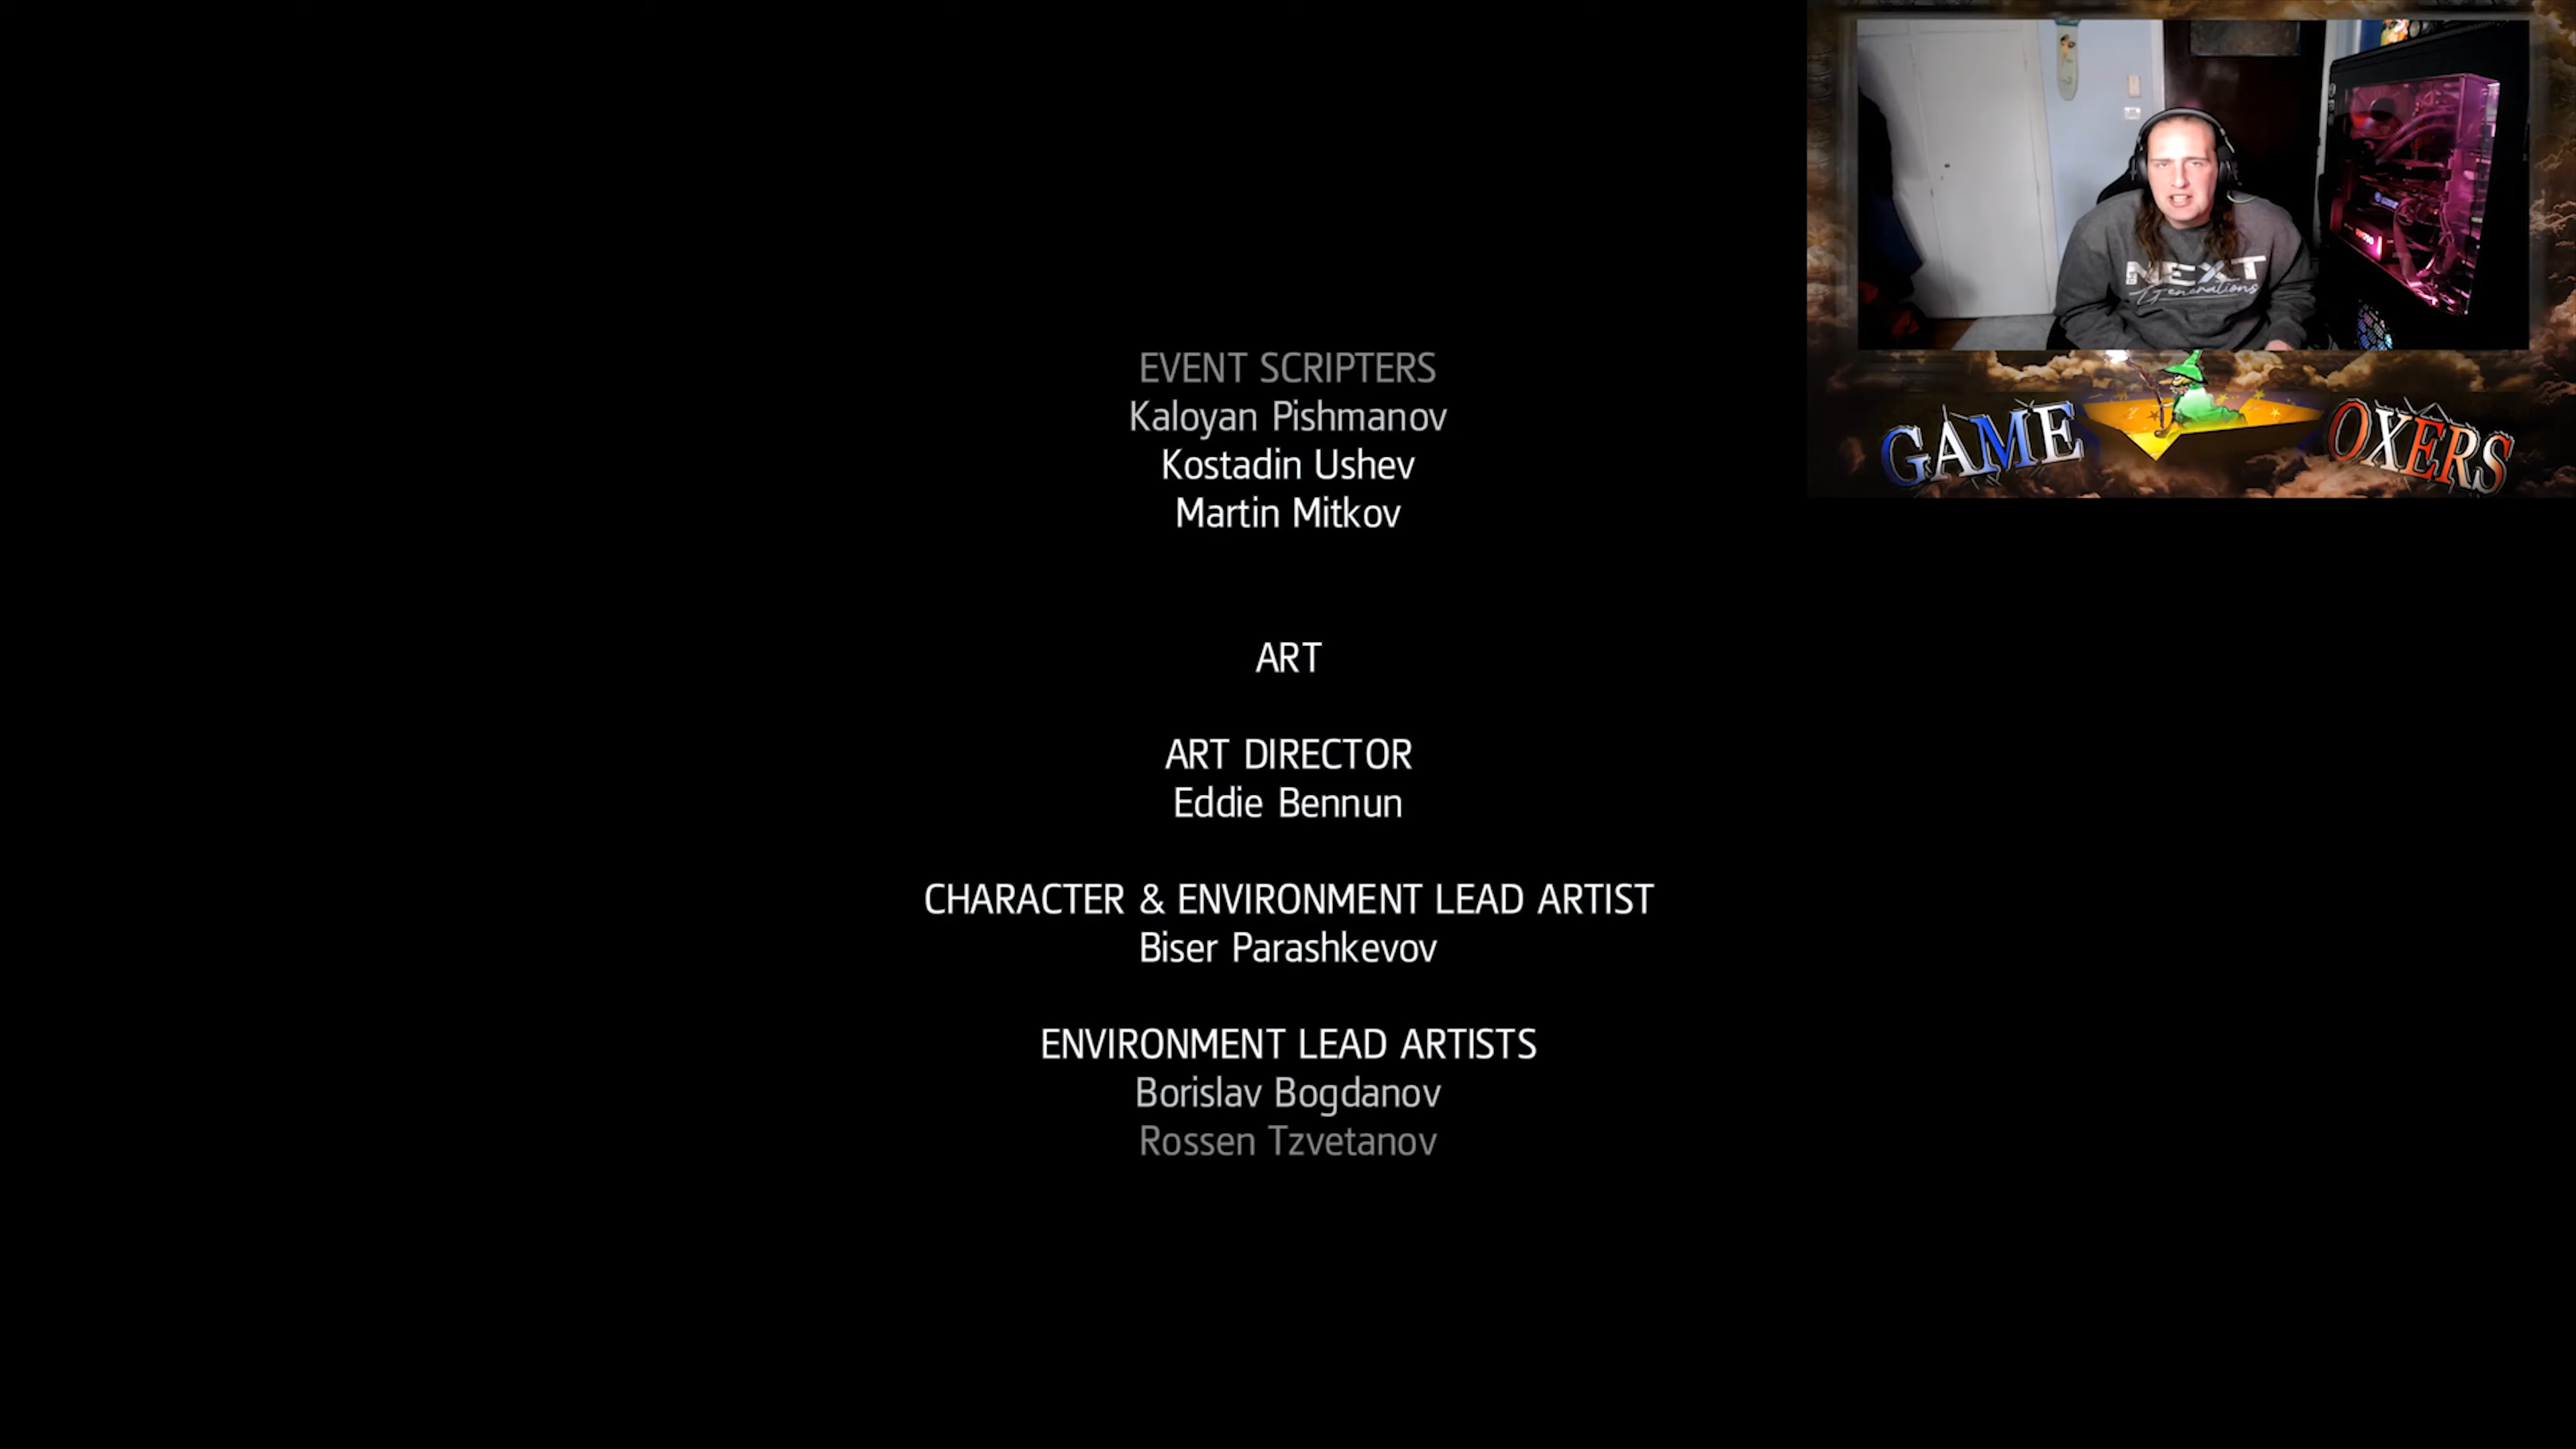 EVENT SCRIPTERS
Kaloyan Pishmanov
Kostadin Ushev
Martin Mitkov
ART
ART DIRECTOR
Eddie Bennun
CHARACTER & ENVIRONMENT LEAD ARTIST
Biser Parashkevov
ENVIRONMENT LEAD ARTISTS
Borislav Bogdanov
Rossen Tzvetanov
NEXT
Generations
GAME OXERS